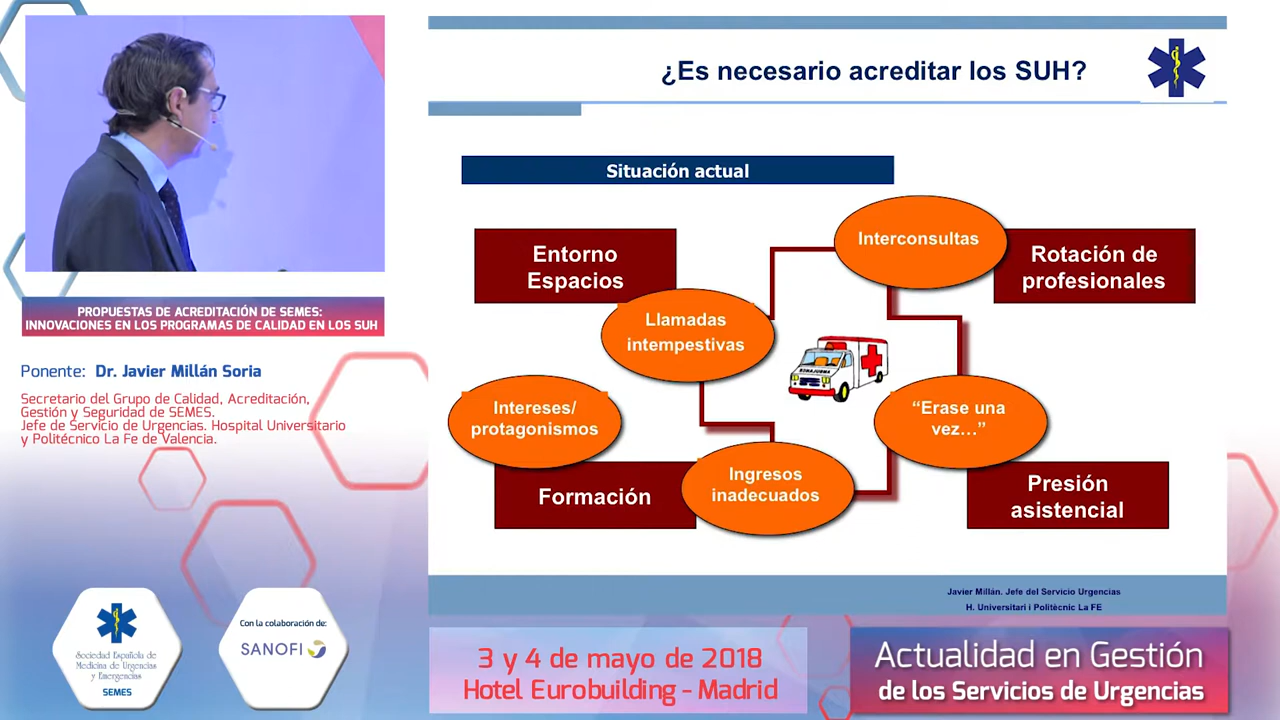 ¿Es necesario acreditar los SUH?
Situación actual
Entorno
Espacios
Llamadas
intempestivas
Interconsultas
Rotación de
profesionales
Intereses/
protagonismos
Formación
Ingresos
inadecuados
“Erase una
vez…”
Presión
asistencial
Javier Millán. Jefe del Servicio Urgencias
H. Universitari i Politècnic La FE
PROPUESTAS DE ACREDITACIÓN DE SEMES:
INNOVACIONES EN LOS PROGRAMAS DE CALIDAD EN LOS SUH
Ponente: Dr. Javier Millán Soria
Secretario del Grupo de Calidad, Acreditación,
Gestión y Seguridad de SEMES.
Jefe de Servicio de Urgencias. Hospital Universitario
y Politécnico La Fe de Valencia.
Sociedad Española de
Medicina de Urgencias
y Emergencias
SEMES
Con la colaboración de:
SANOFI
3 y 4 de mayo de 2018
Hotel Eurobuilding - Madrid
Actualidad en Gestión
de los Servicios de Urgencias